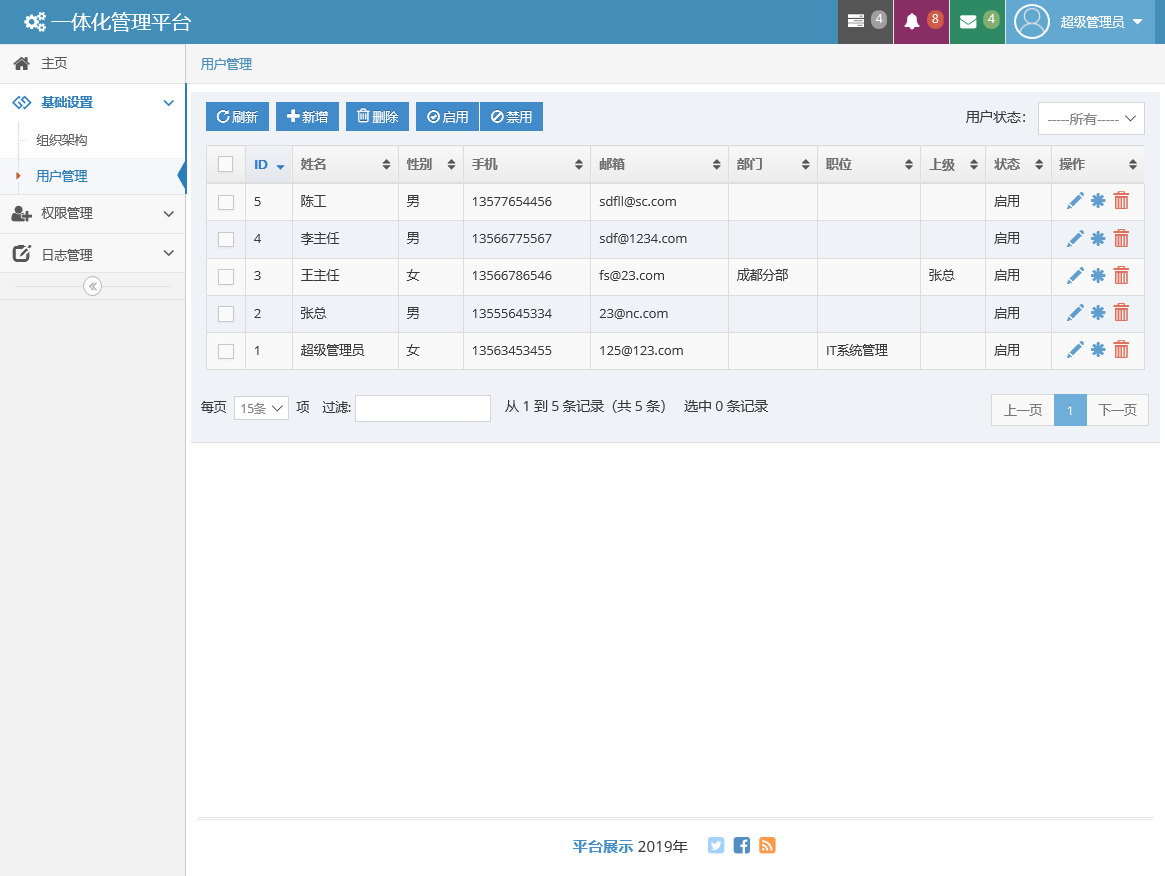 一体化管理平台 4 8 4 超级管理员
主页
用户管理
基础设置
组织架构
用户管理
权限管理
日志管理
刷新 新增 删除 启用 禁用 用户状态： -----所有-----
ID 姓名 性别 手机 邮箱 部门 职位 上级 状态 操作
5 陈工 男 13577654456 sdfll@sc.com 启用
4 李主任 男 13566775567 sdf@1234.com 启用
3 王主任 女 13566786546 fs@23.com 成都分部 张总 启用
2 张总 男 13555645334 23@nc.com 启用
1 超级管理员 女 13563453455 125@123.com IT系统管理 启用
每页 15条 项 过滤: 从 1 到 5 条记录（共 5 条） 选中 0 条记录 上一页 1 下一页
平台展示 2019年